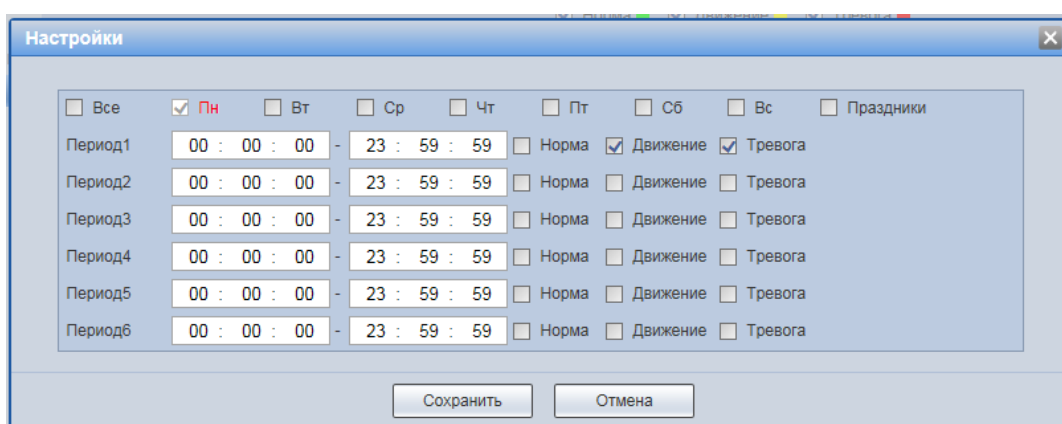 Норма Движение Тревога
Настройки
Все Пн Вт Ср Чт Пт Сб Вс Праздники
Период1 00 : 00 : 00 - 23 : 59 : 59 Норма Движение Тревога
Период2 00 : 00 : 00 - 23 : 59 : 59 Норма Движение Тревога
Период3 00 : 00 : 00 - 23 : 59 : 59 Норма Движение Тревога
Период4 00 : 00 : 00 - 23 : 59 : 59 Норма Движение Тревога
Период5 00 : 00 : 00 - 23 : 59 : 59 Норма Движение Тревога
Период6 00 : 00 : 00 - 23 : 59 : 59 Норма Движение Тревога
Сохранить Отмена